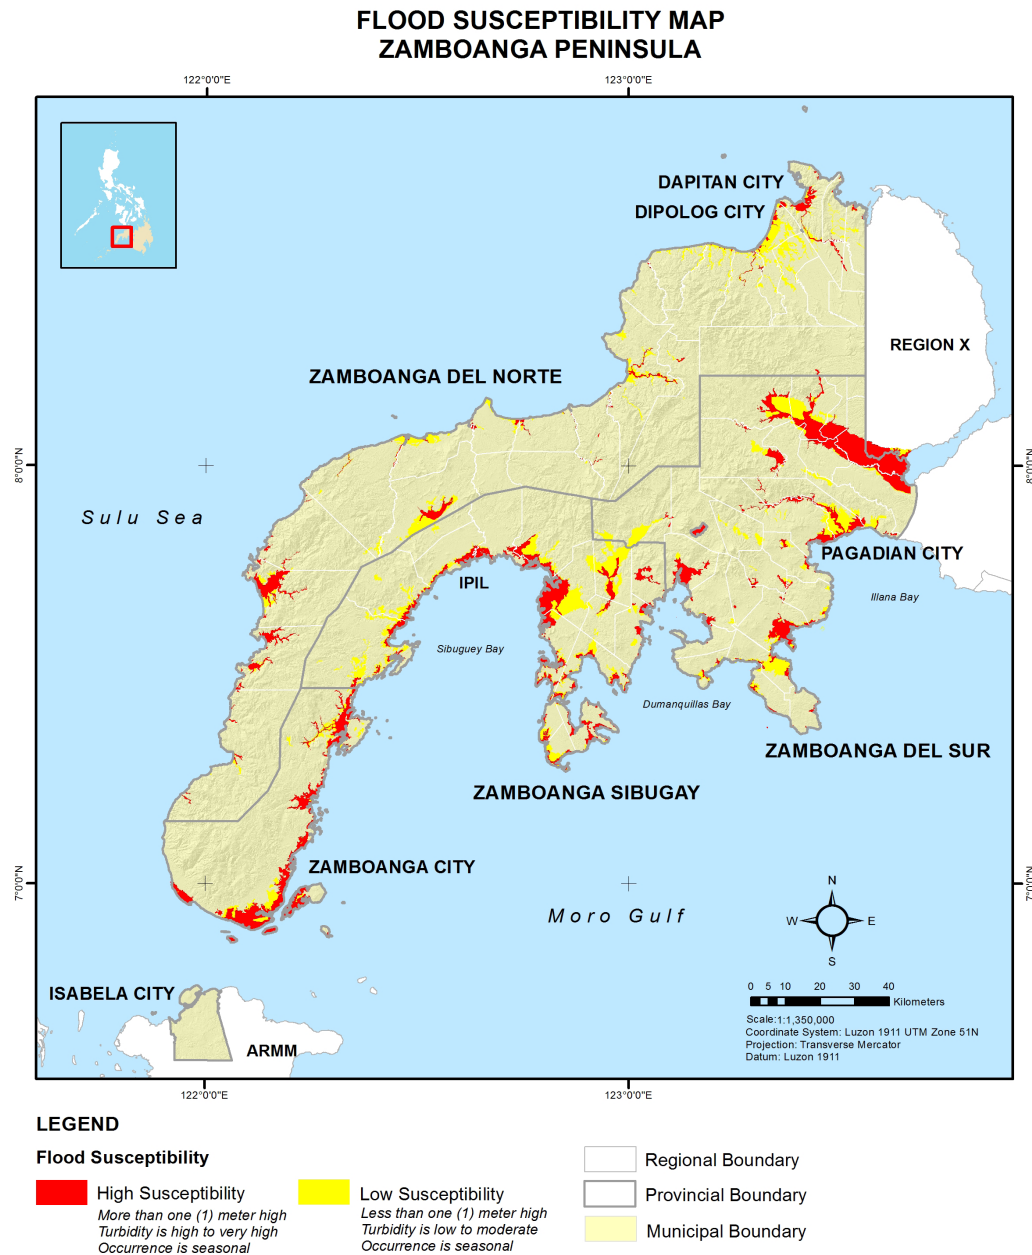 FLOOD SUSCEPTIBILITY MAP
ZAMBOANGA PENINSULA
122°0'0"E
123°0'0"E
DAPITAN CITY
DIPOLOG CITY
REGION X
ZAMBOANGA DEL NORTE
8°0'0"N
8°0'0"N
Sulu Sea
PAGADIAN CITY
IPIL
Illana Bay
Sibuguey Bay
Dumanquillas Bay
ZAMBOANGA DEL SUR
ZAMBOANGA SIBUGAY
ZAMBOANGA CITY
7°0'0"N
7°0'0"N
Moro Gulf
N
W
E
S
ISABELA CITY
ARMM
0 5 10 20 30 40
Kilometers
Scale:1:1,350,000
Coordinate System: Luzon 1911 UTM Zone 51N
Projection: Transverse Mercator
Datum: Luzon 1911
122°0'0"E
123°0'0"E
LEGEND
Flood Susceptibility
High Susceptibility
More than one (1) meter high
Turbidity is high to very high
Occurrence is seasonal
Low Susceptibility
Less than one (1) meter high
Turbidity is low to moderate
Occurrence is seasonal
Regional Boundary
Provincial Boundary
Municipal Boundary